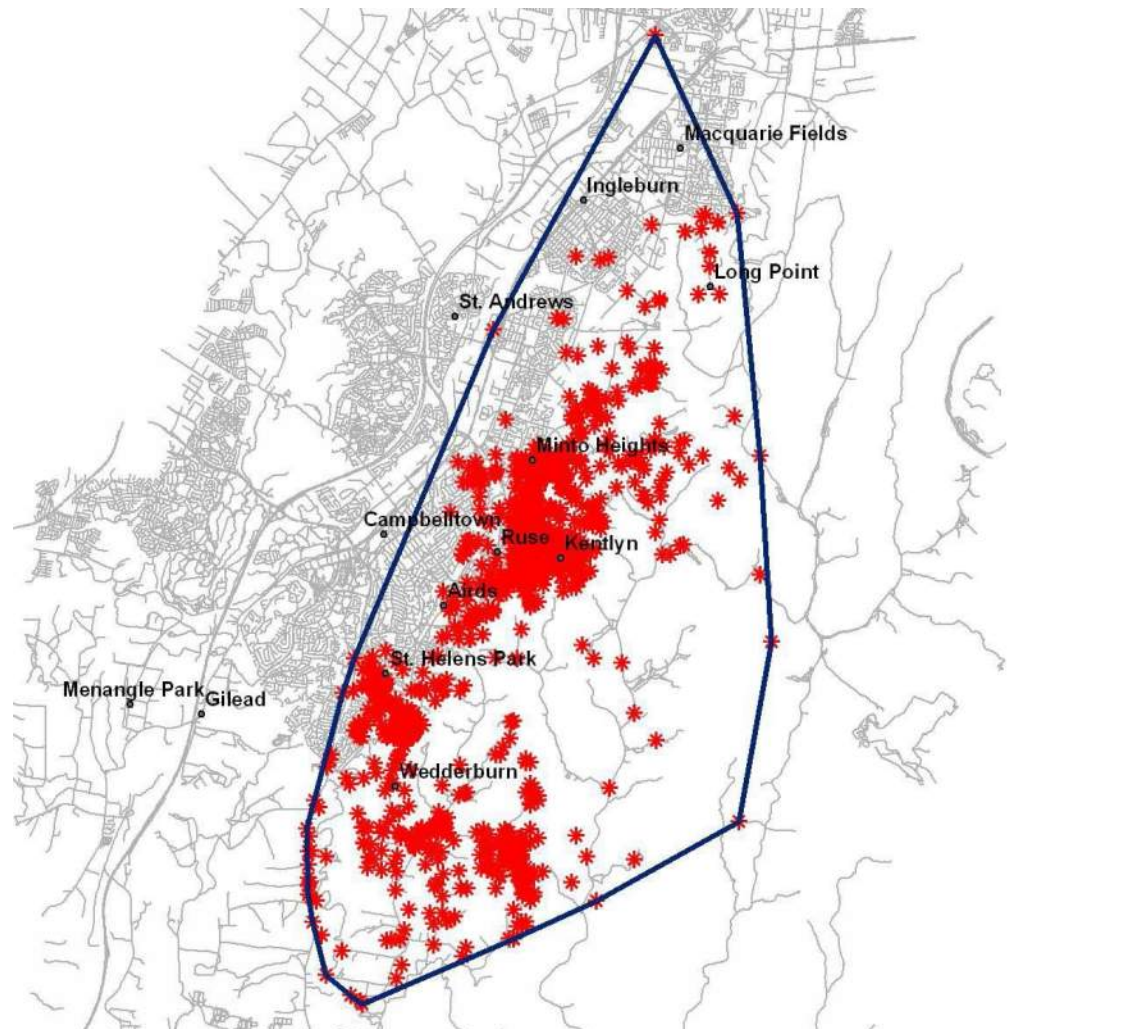 Macquarie Fields
Ingleburn
Long Point
St. Andrews
Minto Heights
Campbelltown
Ruse
Kentlyn
Airds
St. Helens Park
Menangle Park
Gilead
Wedderburn